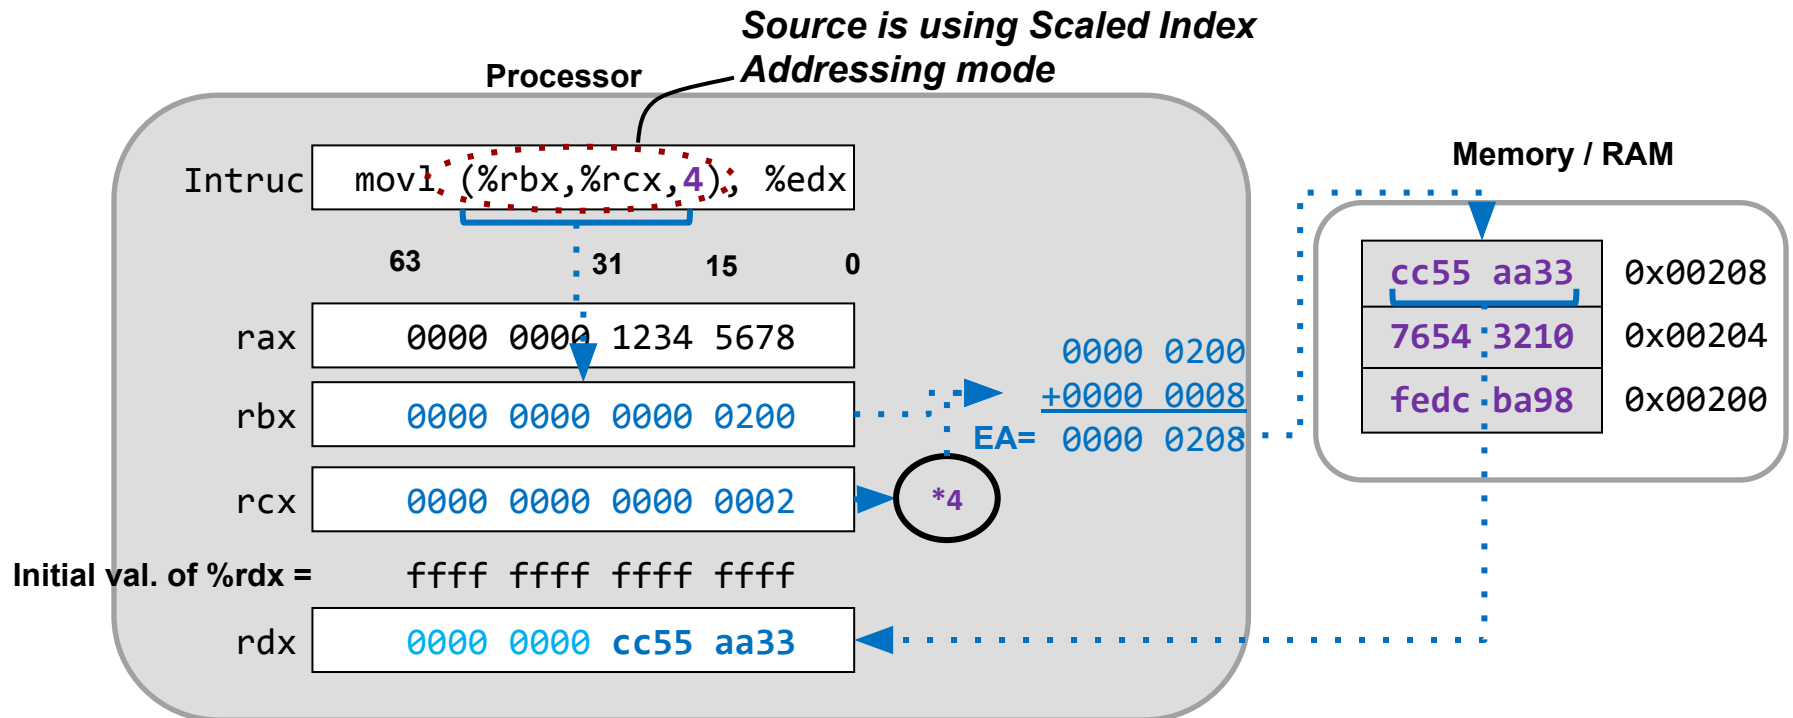 Source is using Scaled Index
Addressing mode
Processor
Memory / RAM
Intruc movl (%rbx,%rcx,4), %edx
63 31 15 0
cc55 aa33 0x00208
rax 0000 0000 1234 5678
7654 3210 0x00204
0000 0200
rbx 0000 0000 0000 0200
+0000 0008
fedc ba98 0x00200
EA= 0000 0208
rcx 0000 0000 0000 0002
*4
Initial val. of %rdx = ffff ffff ffff ffff
rdx 0000 0000 cc55 aa33